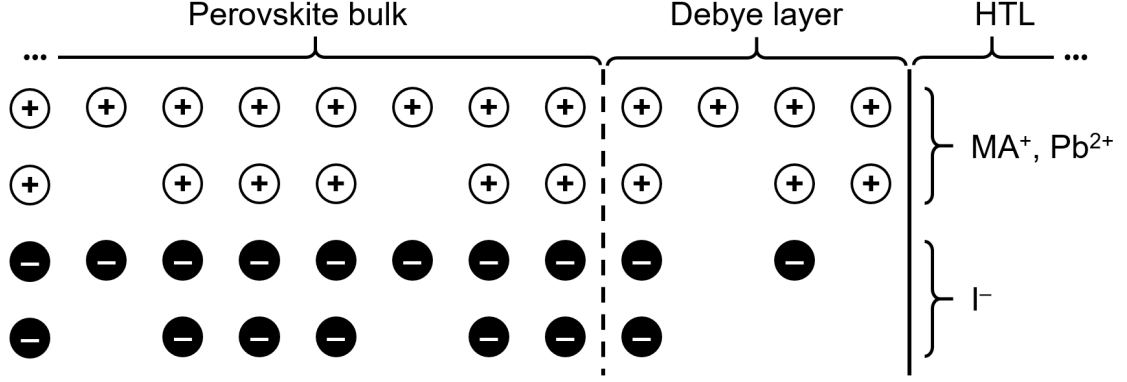 Perovskite bulk Debye layer HTL
... ...
+ + + + + + + + + + + +
MA⁺, Pb²⁺
+ + + + + + + + +
− − − − − − − − − −
I⁻
− − − − − − −